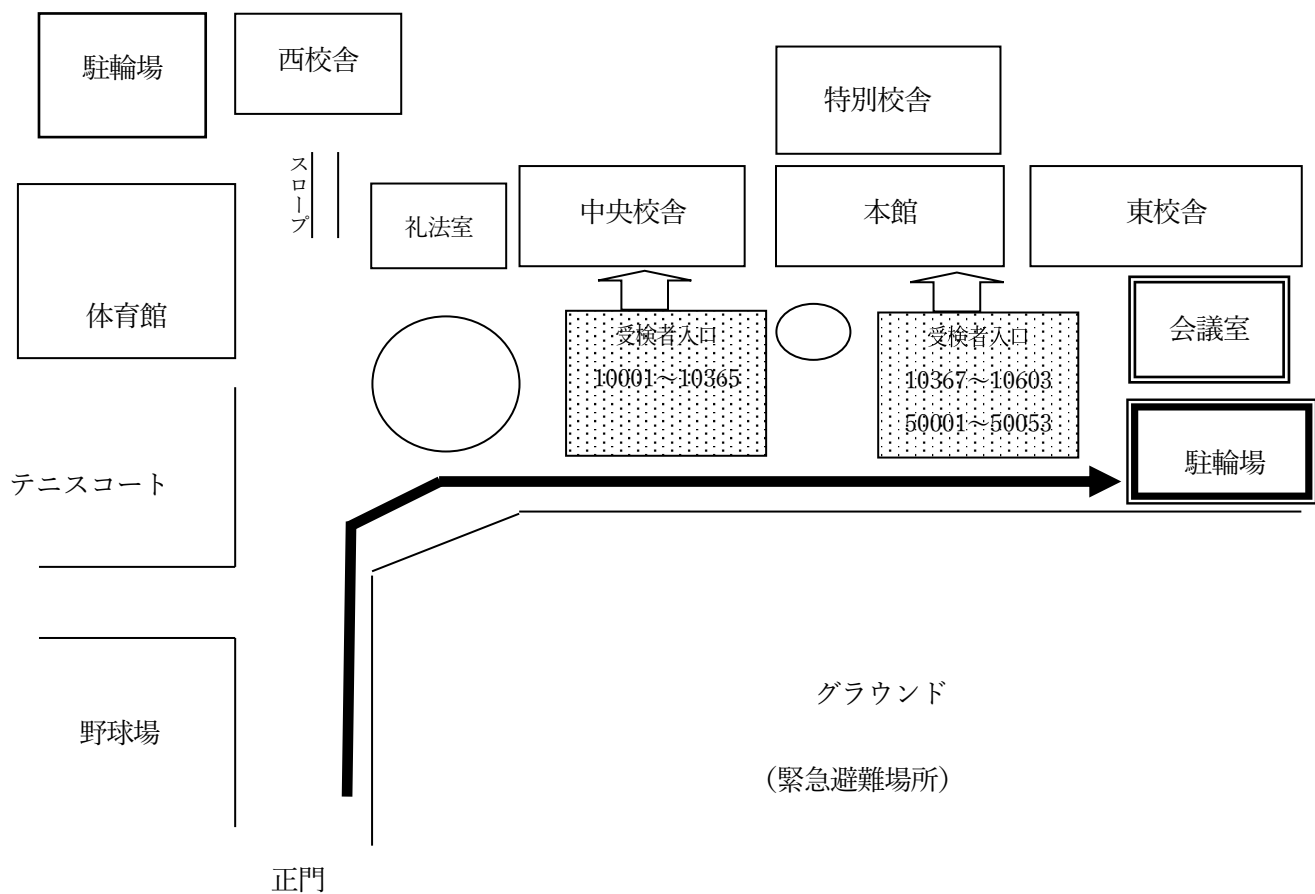 駐輪場
西校舎
特別校舎
スロープ
礼法室
中央校舎
本館
東校舎
体育館
受検者入口
10001～10365
受検者入口
10367～10603
50001～50053
会議室
駐輪場
テニスコート
グラウンド
野球場
（緊急避難場所）
正門